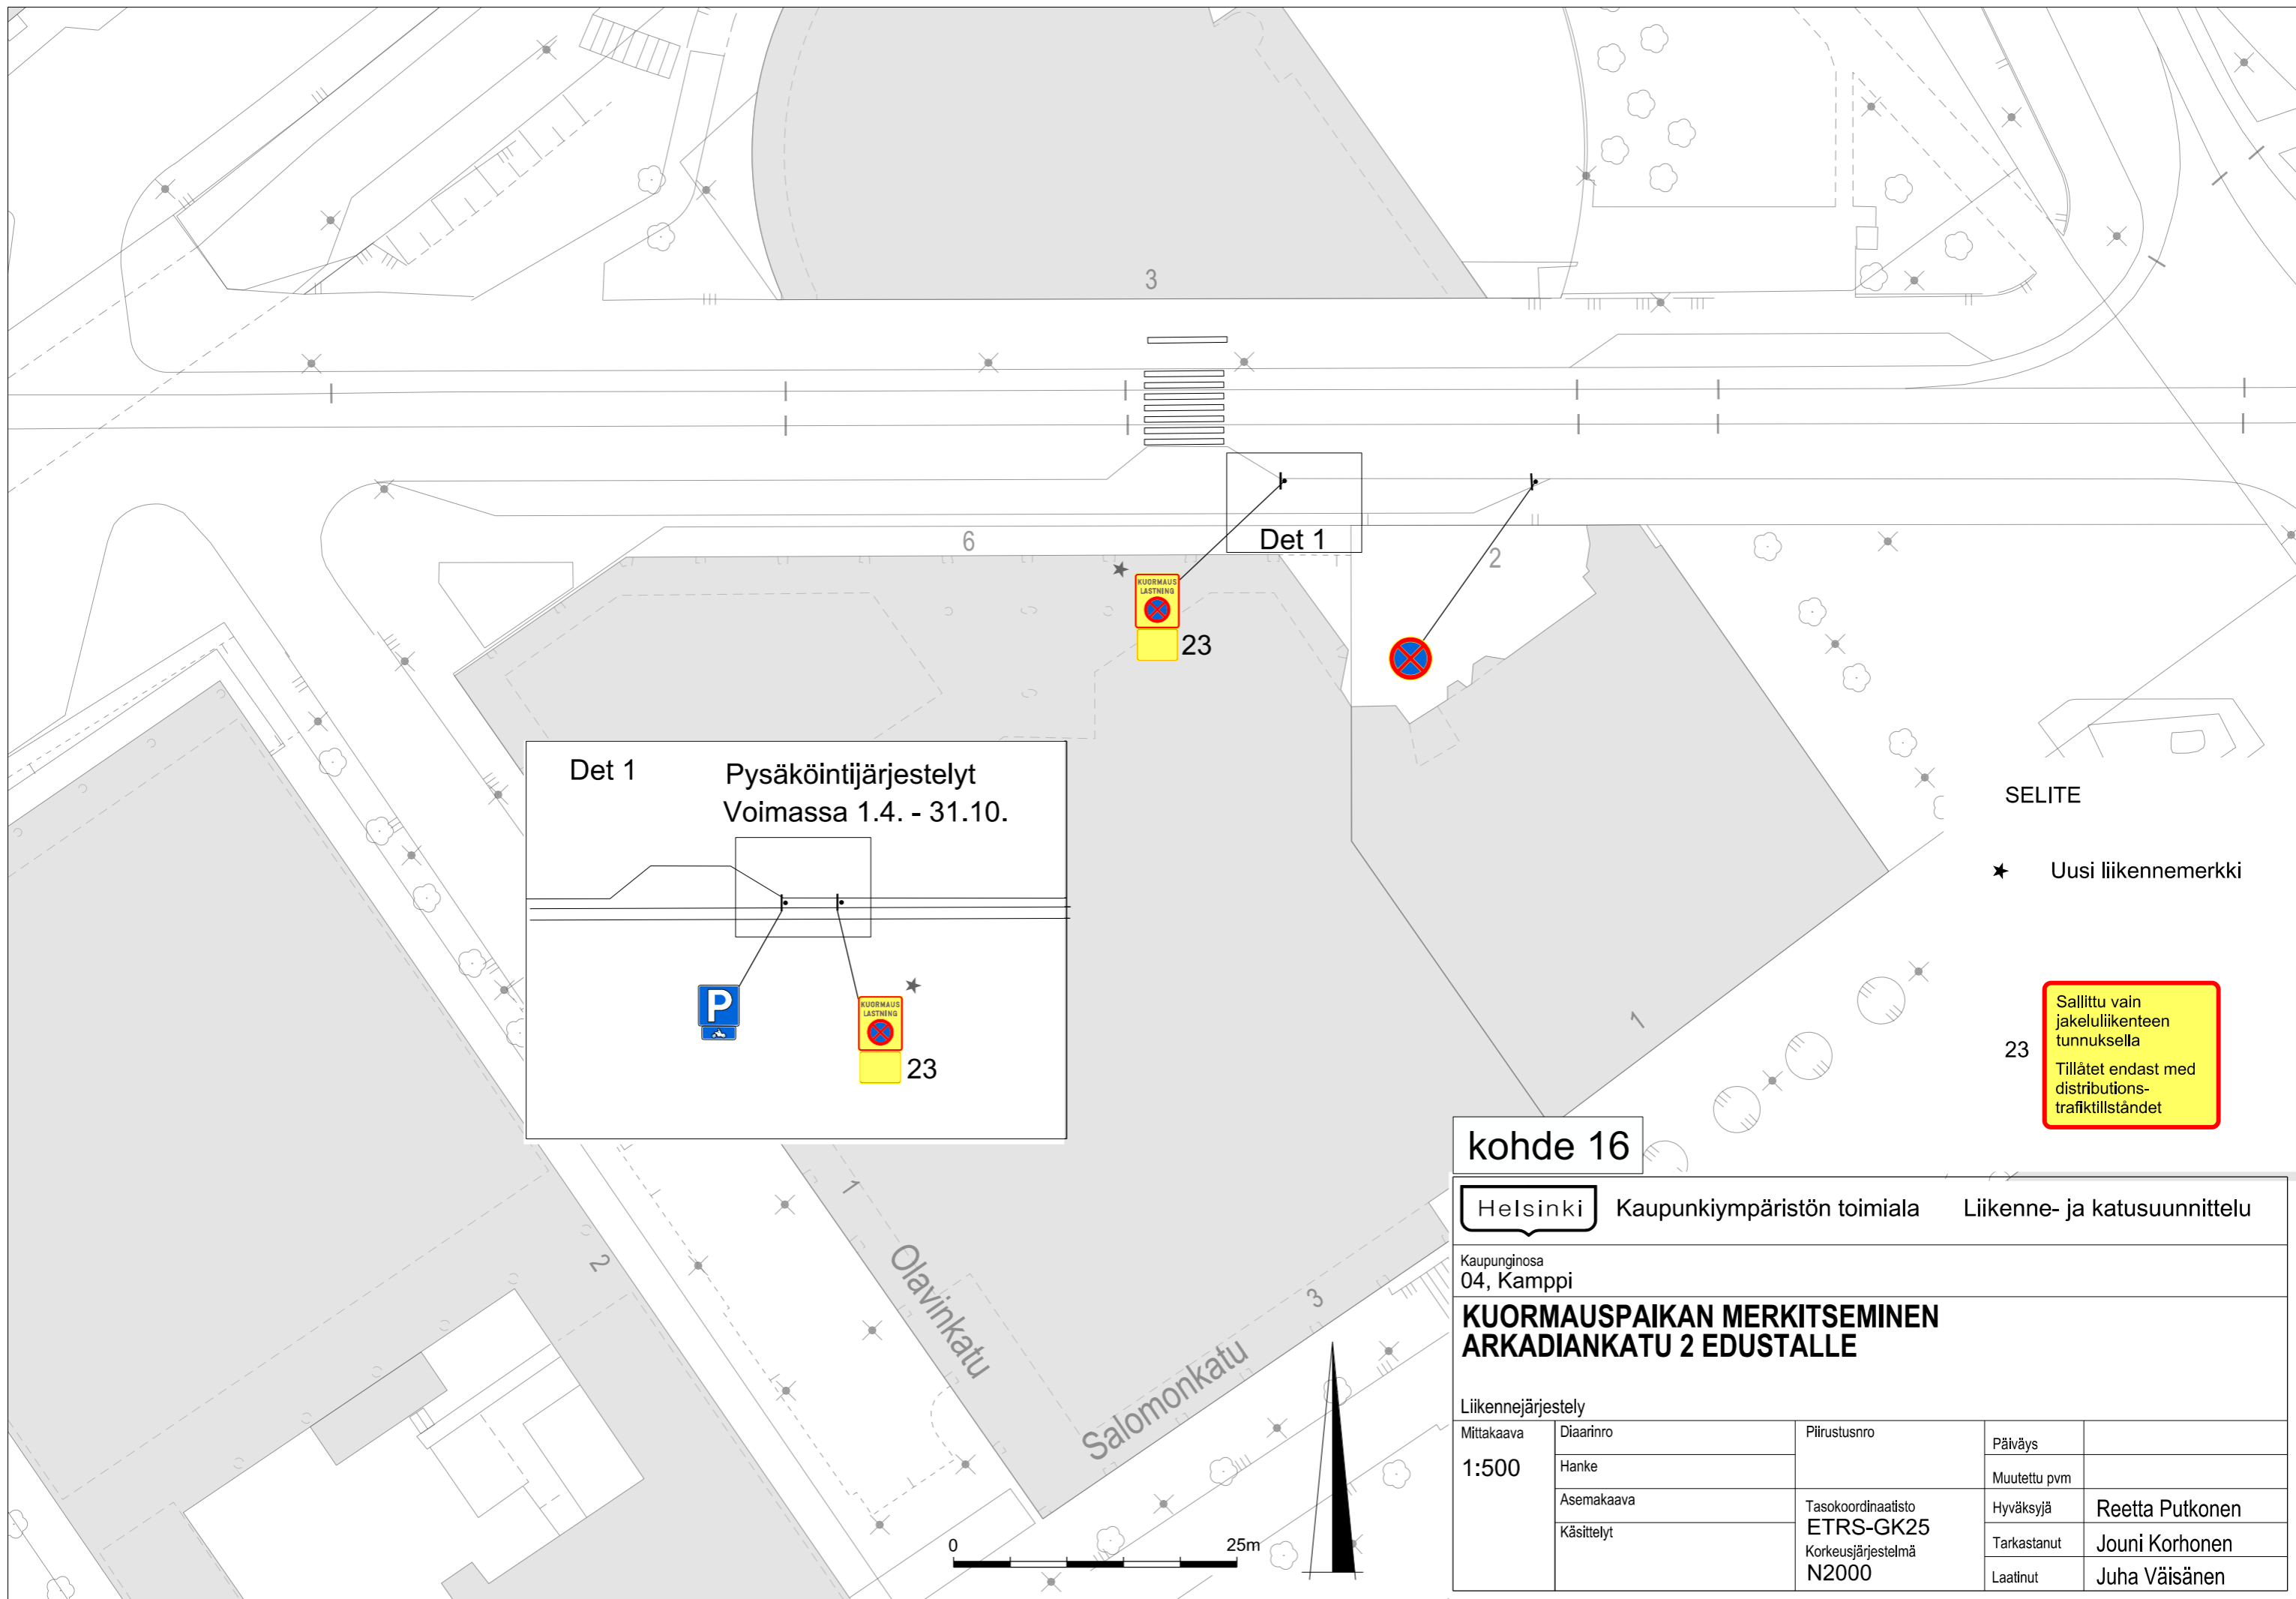 3
6
Det 1
2
KUORMAUS
LASTNING
23
Det 1
Pysäköintijärjestelyt
Voimassa 1.4. - 31.10.
P
KUORMAUS
LASTNING
23
SELITE
Uusi liikennemerkki
23
Sallittu vain
jakeluliikenteen
tunnuksella
Tillåtet endast med
distributions-
trafiktillståndet
1
1
2
3
Olavinkatu
Salomonkatu
0
25m
kohde 16
Helsinki Kaupunkiympäristön toimiala Liikenne- ja katusuunnittelu
Kaupunginosa
04, Kamppi
KUORMAUSPAIKAN MERKITSEMINEN
ARKADIANKATU 2 EDUSTALLE
Liikennejärjestely
Mittakaava
1:500
Diaarinro
Hanke
Asemakaava
Käsittelyt
Piirustusnro
Tasokoordinaatisto
ETRS-GK25
Korkeusjärjestelmä
N2000
Päiväys
Muutettu pvm
Hyväksyjä Reetta Putkonen
Tarkastanut Jouni Korhonen
Laatinut Juha Väisänen